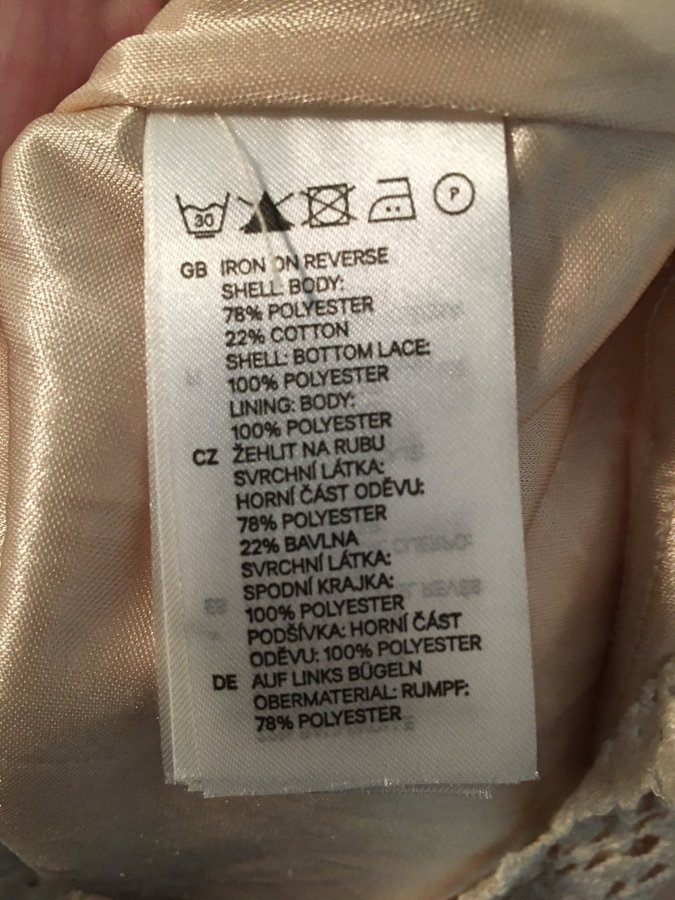 30 P
GB IRON ON REVERSE
SHELL: BODY:
78% POLYESTER
22% COTTON
SHELL: BOTTOM LACE:
100% POLYESTER
LINING: BODY:
100% POLYESTER
CZ ŽEHLIT NA RUBU
SVRCHNÍ LÁTKA:
HORNÍ ČÁST ODĚVU:
78% POLYESTER
22% BAVLNA
SVRCHNÍ LÁTKA:
SPODNÍ KRAJKA:
100% POLYESTER
PODŠÍVKA: HORNÍ ČÁST
ODĚVU: 100% POLYESTER
DE AUF LINKS BÜGELN
OBERMATERIAL: RUMPF:
78% POLYESTER